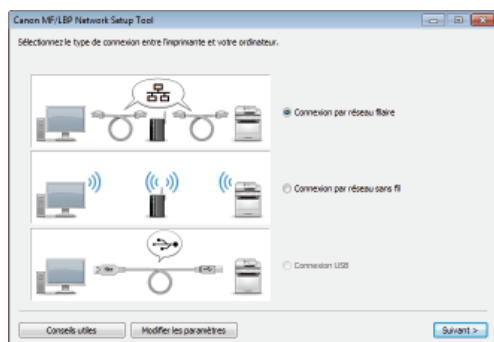 Canon MF/LBP Network Setup Tool
Sélectionnez le type de connexion entre l'imprimante et votre ordinateur.
Connexion par réseau filaire
Connexion par réseau sans fil
Connexion USB
Conseils utiles
Modifier les paramètres
Suivant >